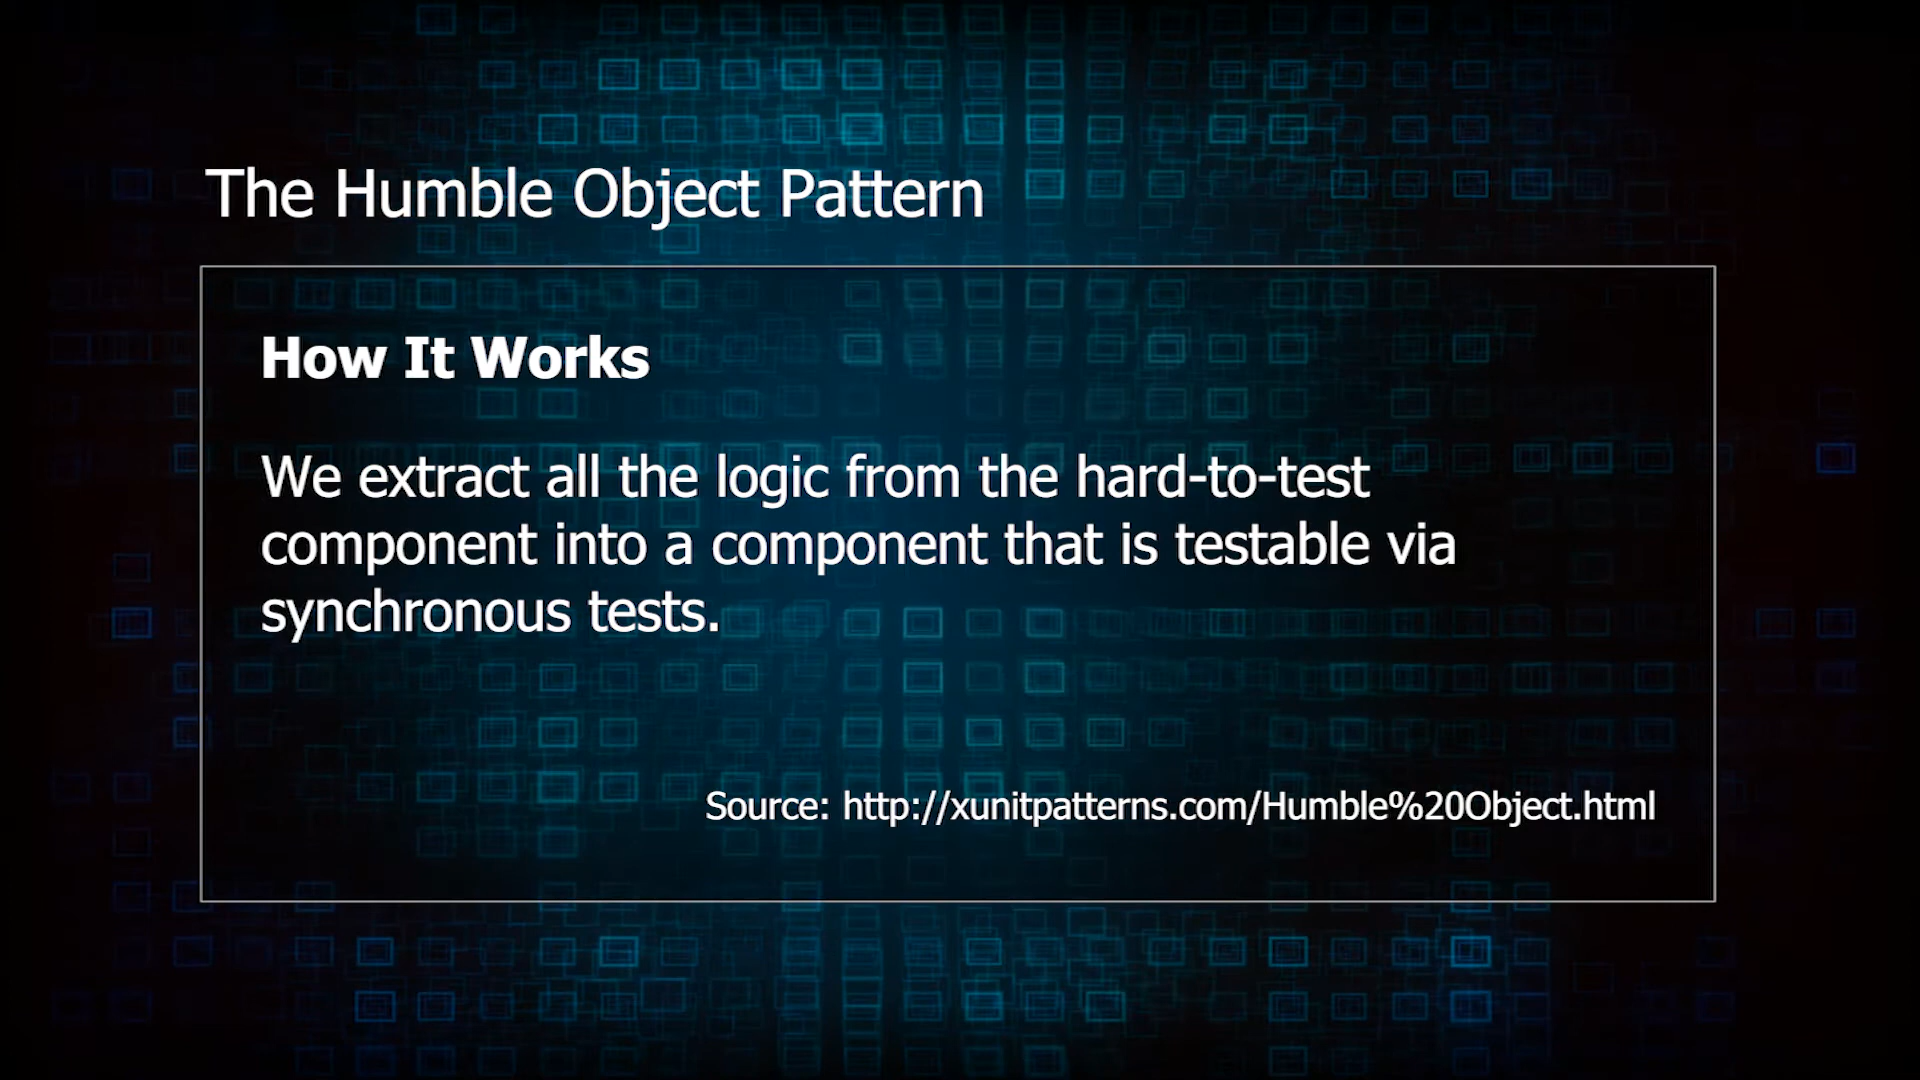 The Humble Object Pattern
How It Works
We extract all the logic from the hard-to-test
component into a component that is testable via
synchronous tests.
Source: http://xunitpatterns.com/Humble%20Object.html